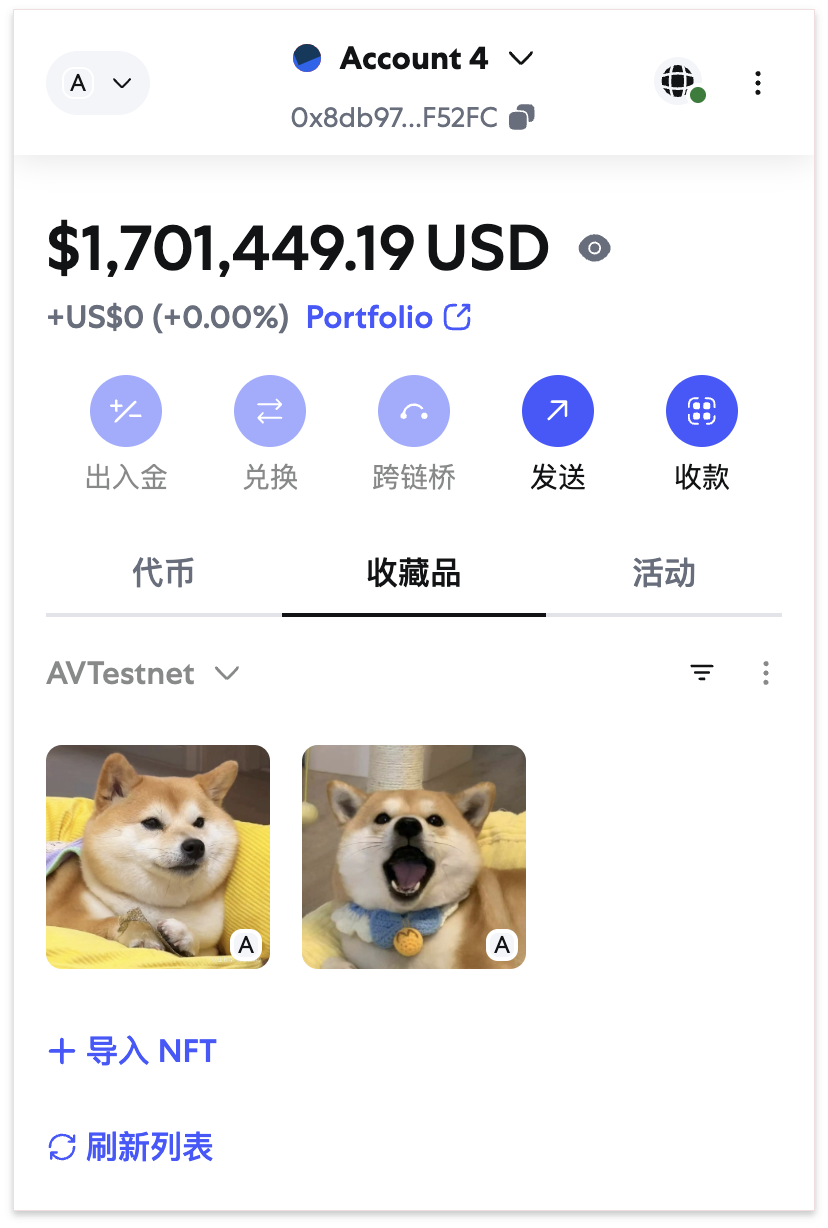 A
Account 4
0x8db97...F52FC
$1,701,449.19 USD
+US$0 (+0.00%) Portfolio
出入金 兑换 跨链桥 发送 收款
代币 收藏品 活动
AVTestnet
A A
导入 NFT
刷新列表